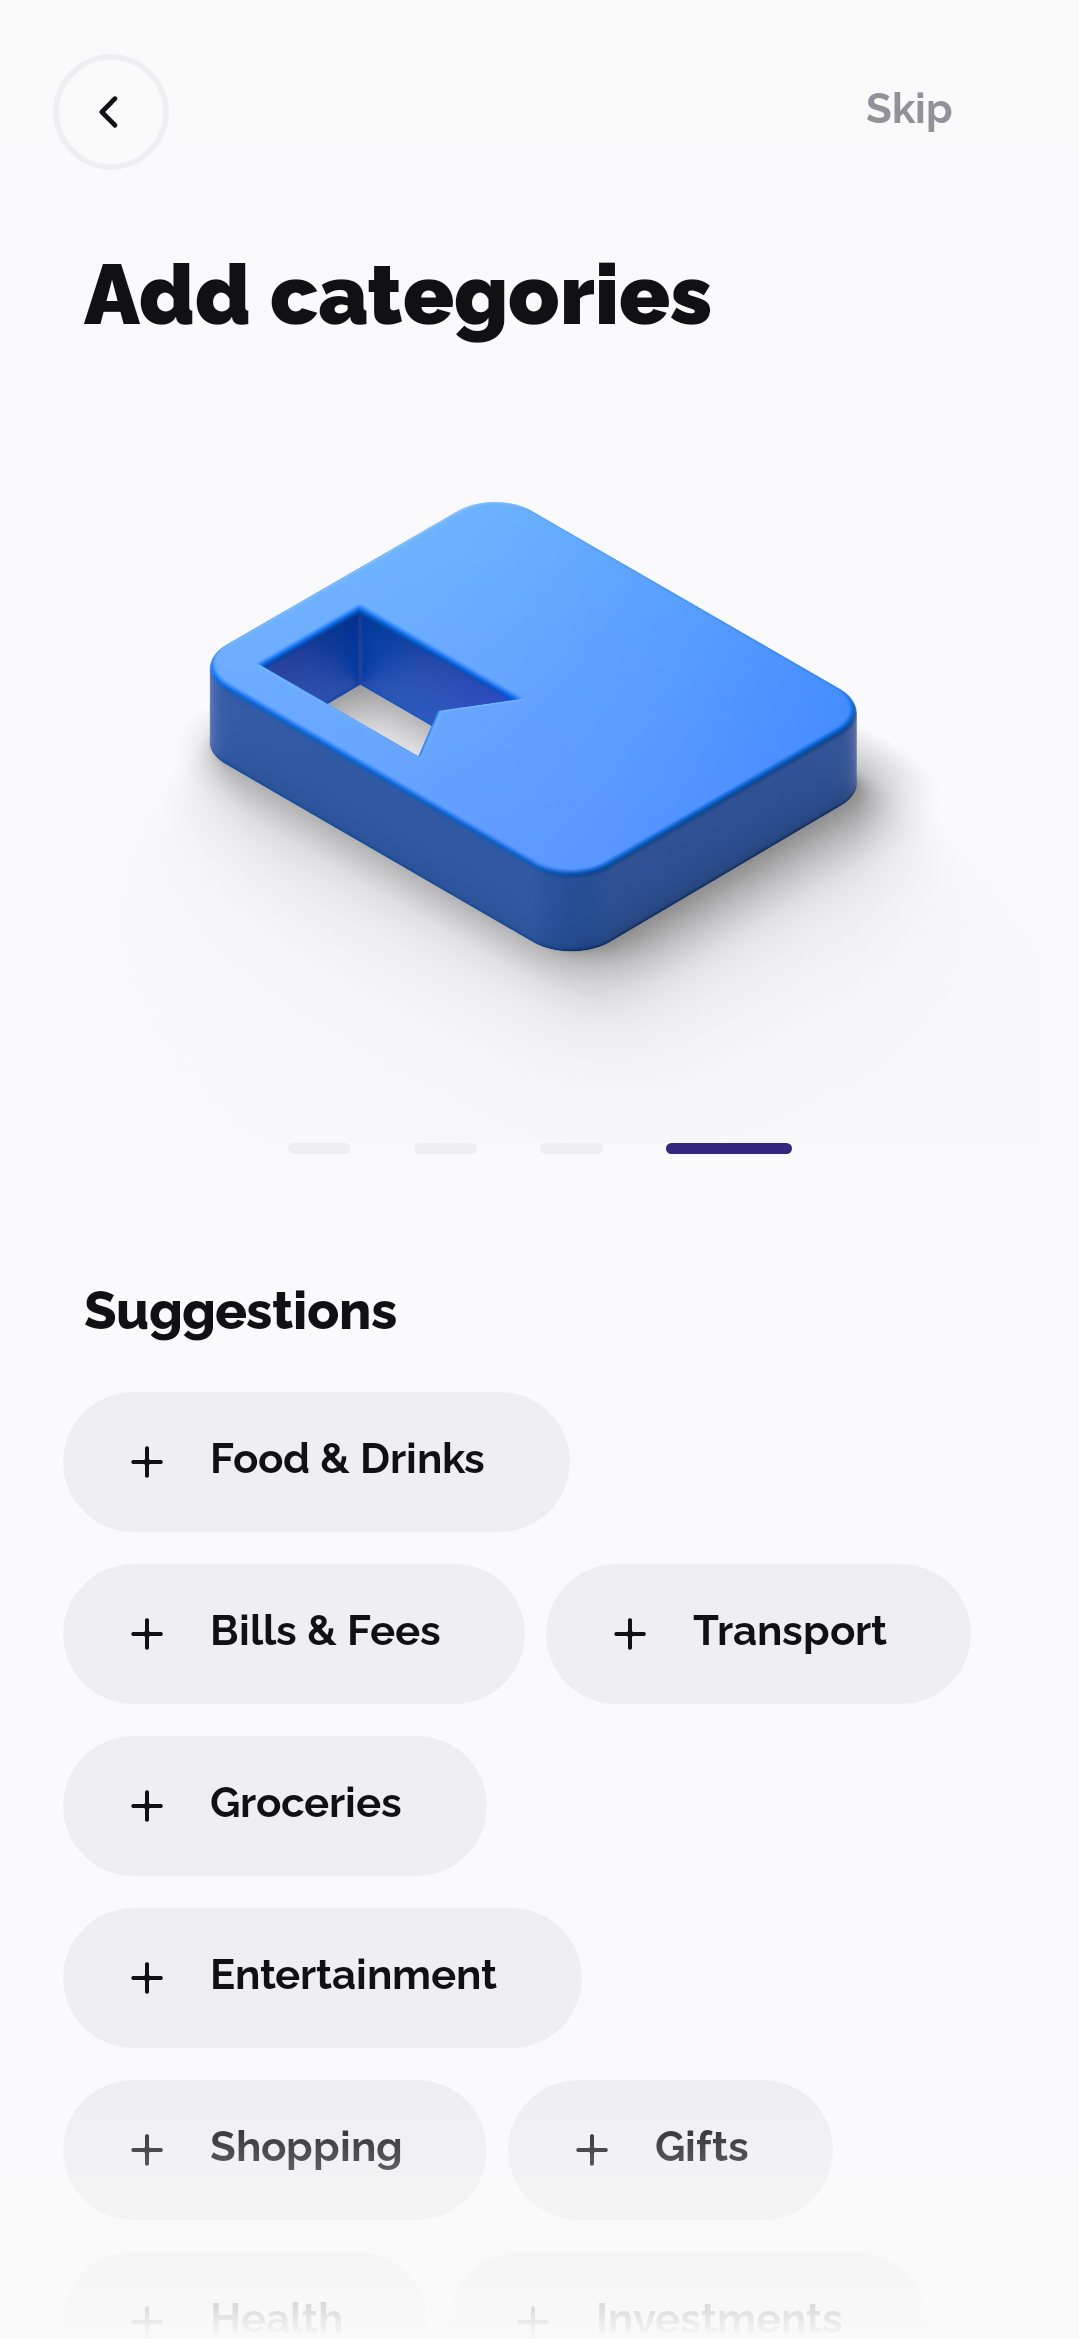 Skip
Add categories
Suggestions
Food & Drinks
Bills & Fees
Transport
Groceries
Entertainment
Shopping
Gifts
Health
Investments